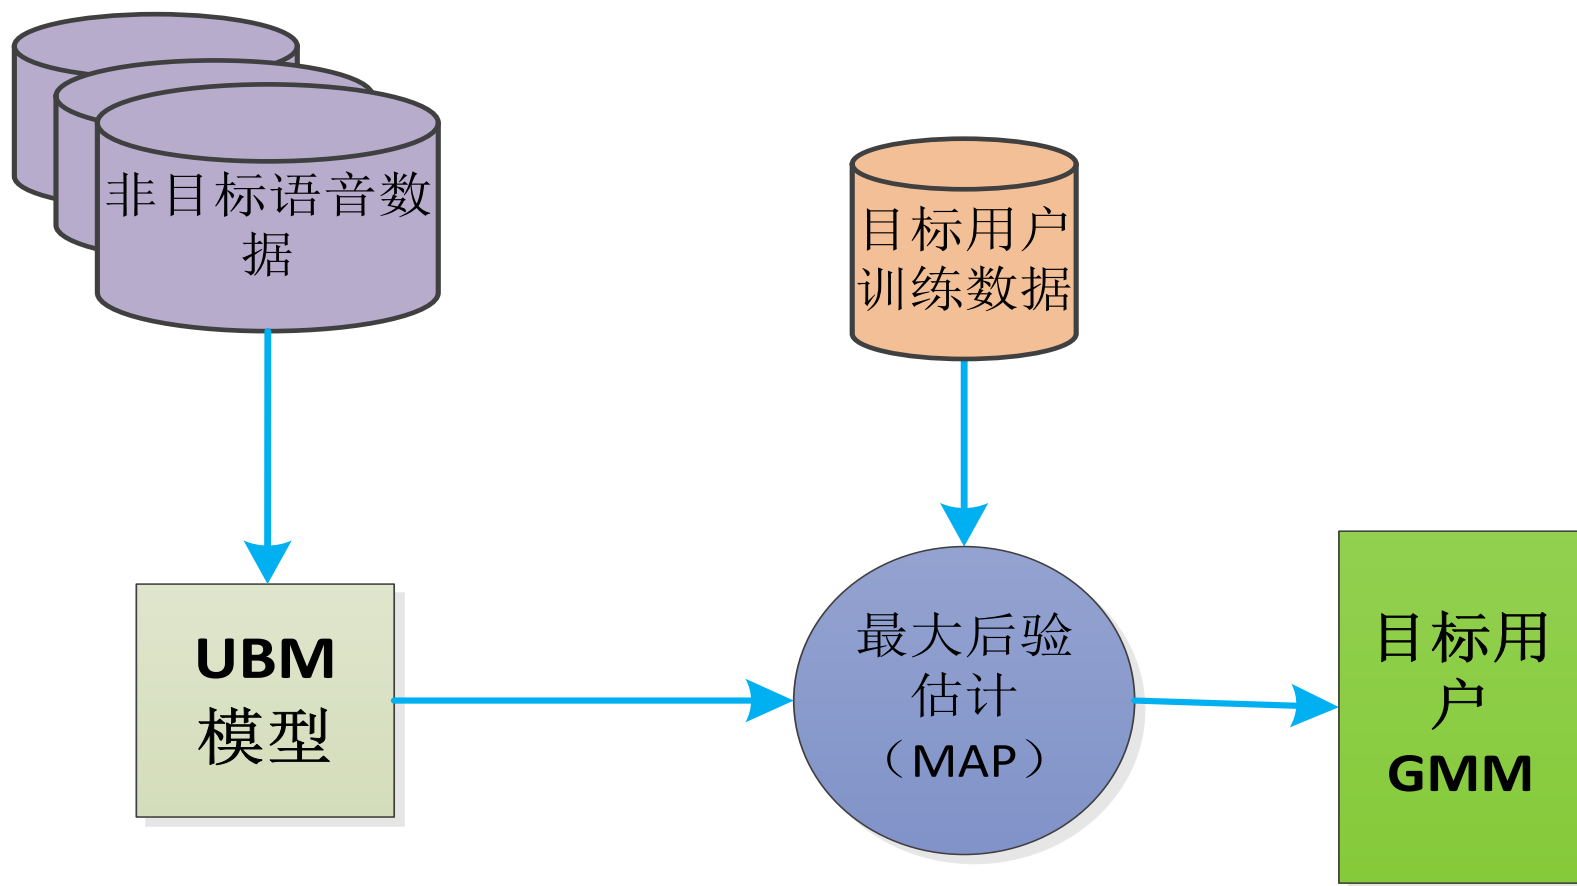 非目标语音数
据
目标用户
训练数据
UBM
模型
最大后验
估计
（MAP）
目标用
户
GMM